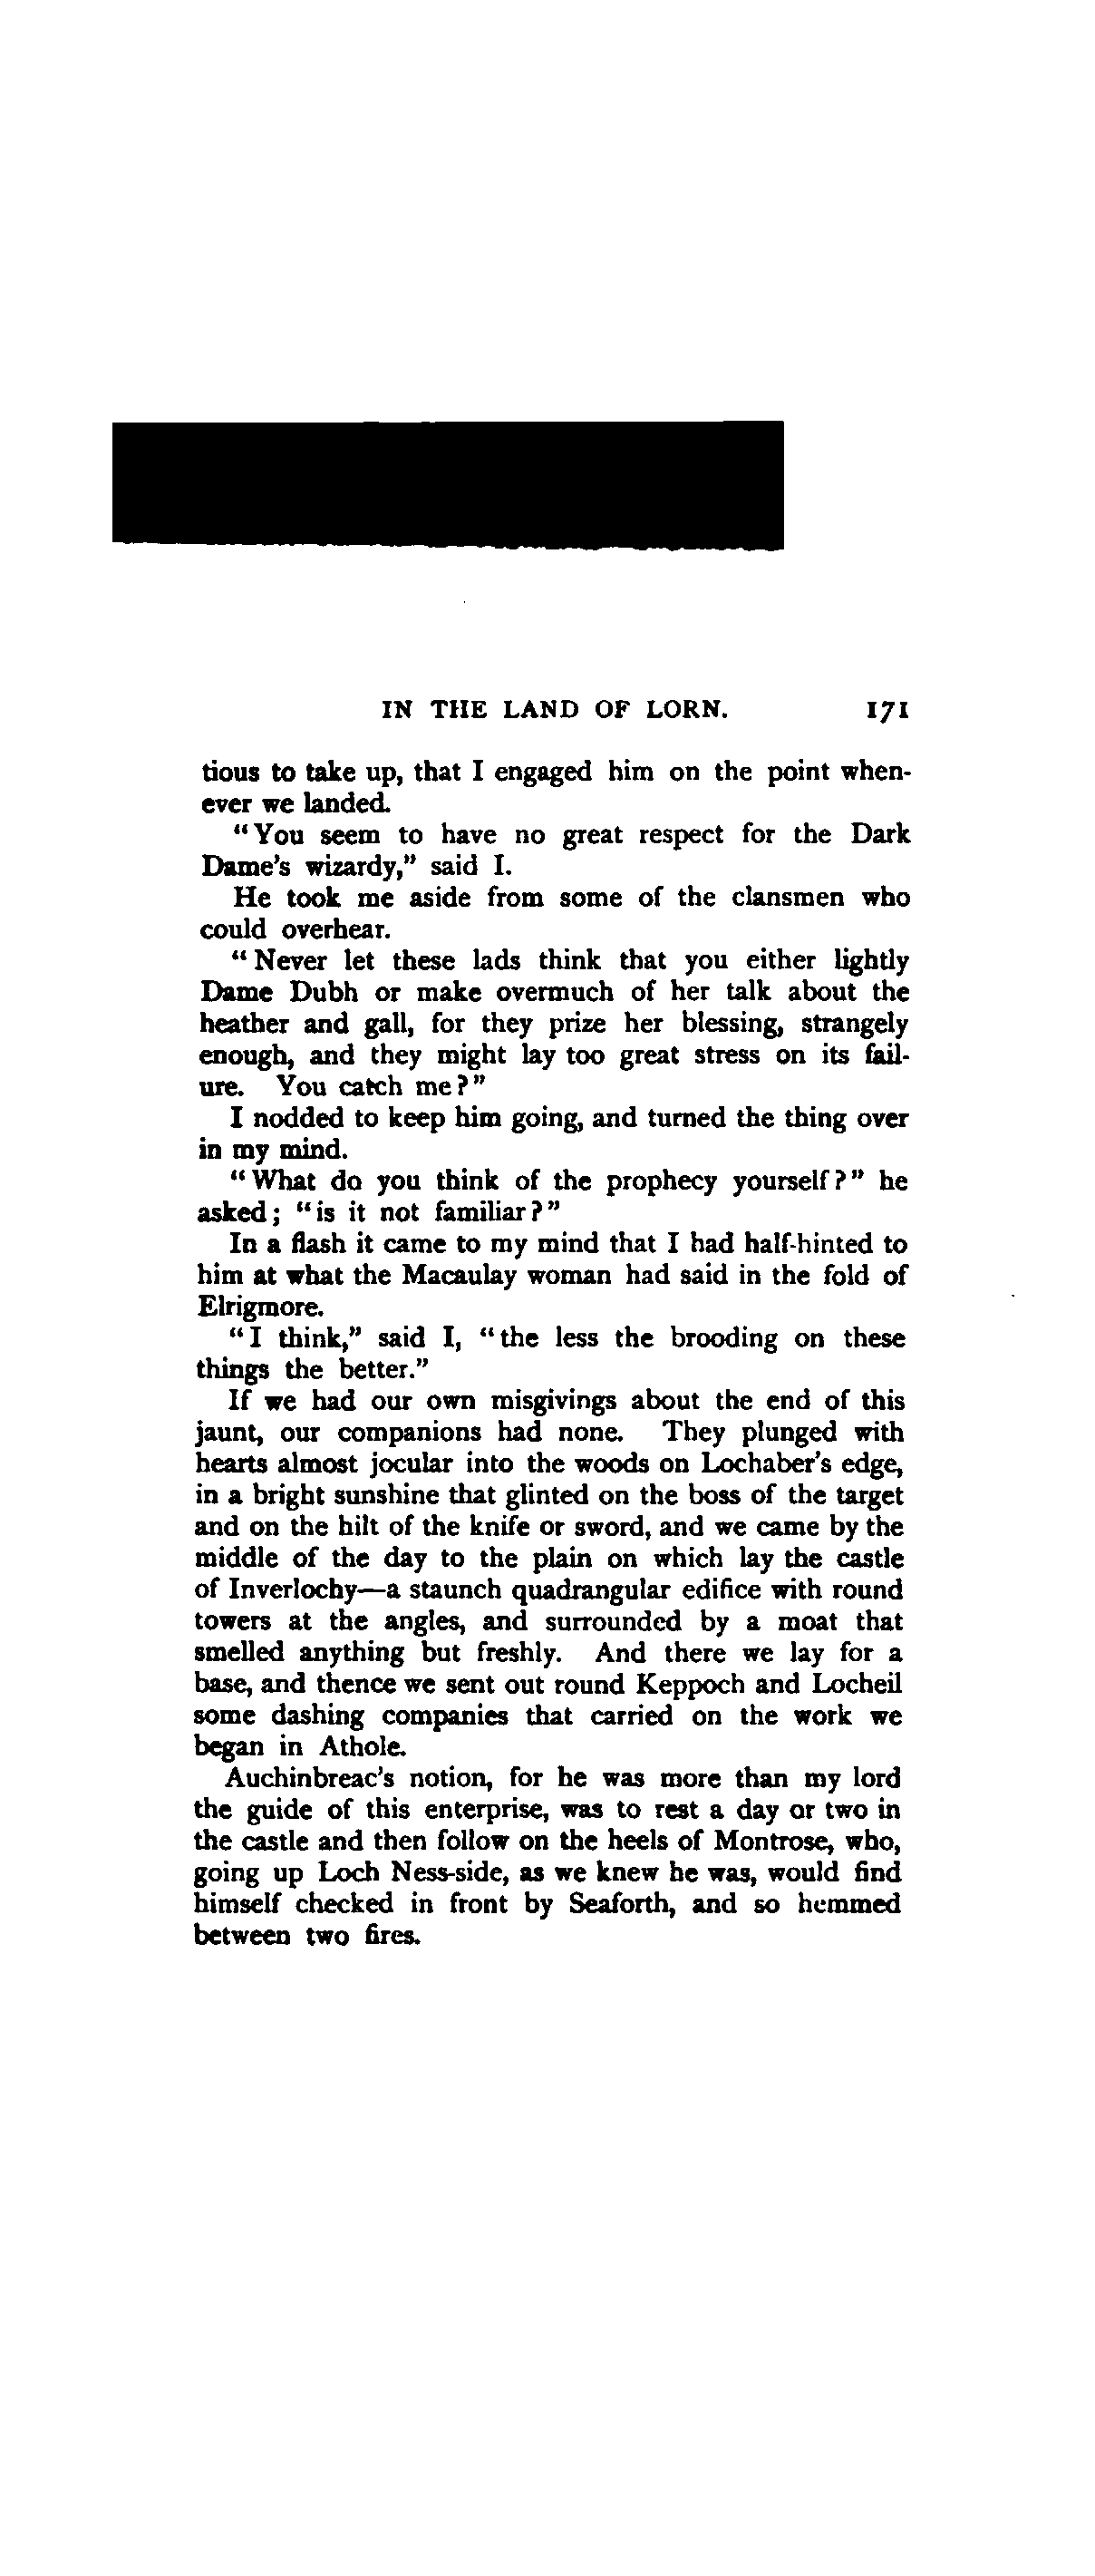 IN THE LAND OF LORN. 171
tious to take up, that I engaged him on the point when-
ever we landed.
"You seem to have no great respect for the Dark
Dame's wizardy," said I.
He took me aside from some of the clansmen who
could overhear.
"Never let these lads think that you either lightly
Dame Dubh or make overmuch of her talk about the
heather and gall, for they prize her blessing, strangely
enough, and they might lay too great stress on its fail-
ure. You catch me?"
I nodded to keep him going, and turned the thing over
in my mind.
"What do you think of the prophecy yourself?" he
asked; "is it not familiar?"
In a flash it came to my mind that I had half-hinted to
him at what the Macaulay woman had said in the fold of
Elrigmore.
"I think," said I, "the less the brooding on these
things the better."
If we had our own misgivings about the end of this
jaunt, our companions had none. They plunged with
hearts almost jocular into the woods on Lochaber's edge,
in a bright sunshine that glinted on the boss of the target
and on the hilt of the knife or sword, and we came by the
middle of the day to the plain on which lay the castle
of Inverlochy—a staunch quadrangular edifice with round
towers at the angles, and surrounded by a moat that
smelled anything but freshly. And there we lay for a
base, and thence we sent out round Keppoch and Locheil
some dashing companies that carried on the work we
began in Athole.
Auchinbreac's notion, for he was more than my lord
the guide of this enterprise, was to rest a day or two in
the castle and then follow on the heels of Montrose, who,
going up Loch Ness-side, as we knew he was, would find
himself checked in front by Seaforth, and so hemmed
between two fires.